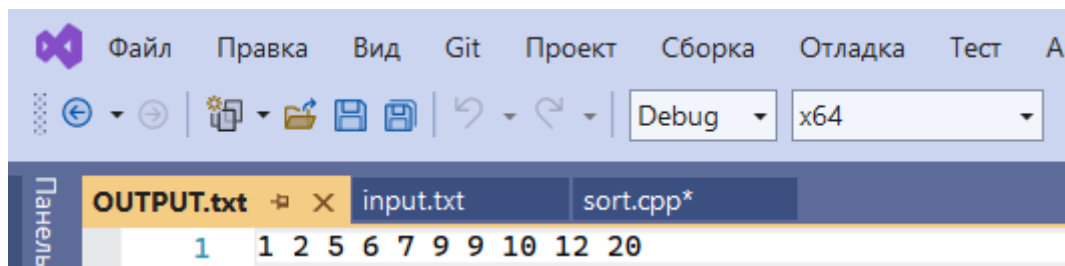 Файл Правка Вид Git Проект Сборка Отладка Тест А
Debug x64
Панель
OUTPUT.txt input.txt sort.cpp*
1 1 2 5 6 7 9 9 10 12 20